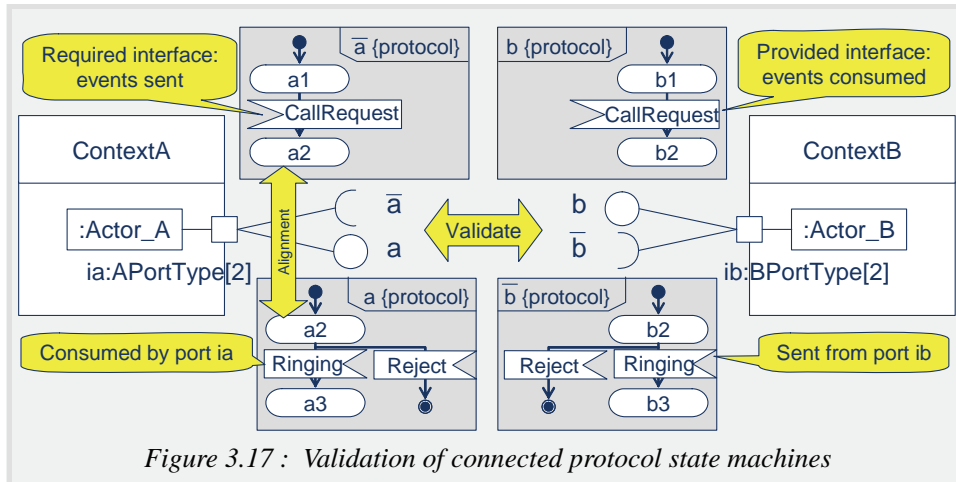 Required interface:
events sent
a̅ {protocol}
a1
CallRequest
a2
b {protocol}
b1
CallRequest
b2
Provided interface:
events consumed
ContextA
:Actor_A
ia:APortType[2]
a̅
a
Alignment
Validate
b
b̅
ContextB
:Actor_B
ib:BPortType[2]
Consumed by port ia
a {protocol}
a2
Ringing
Reject
a3
b̅ {protocol}
b2
Reject
Ringing
b3
Sent from port ib
Figure 3.17 : Validation of connected protocol state machines